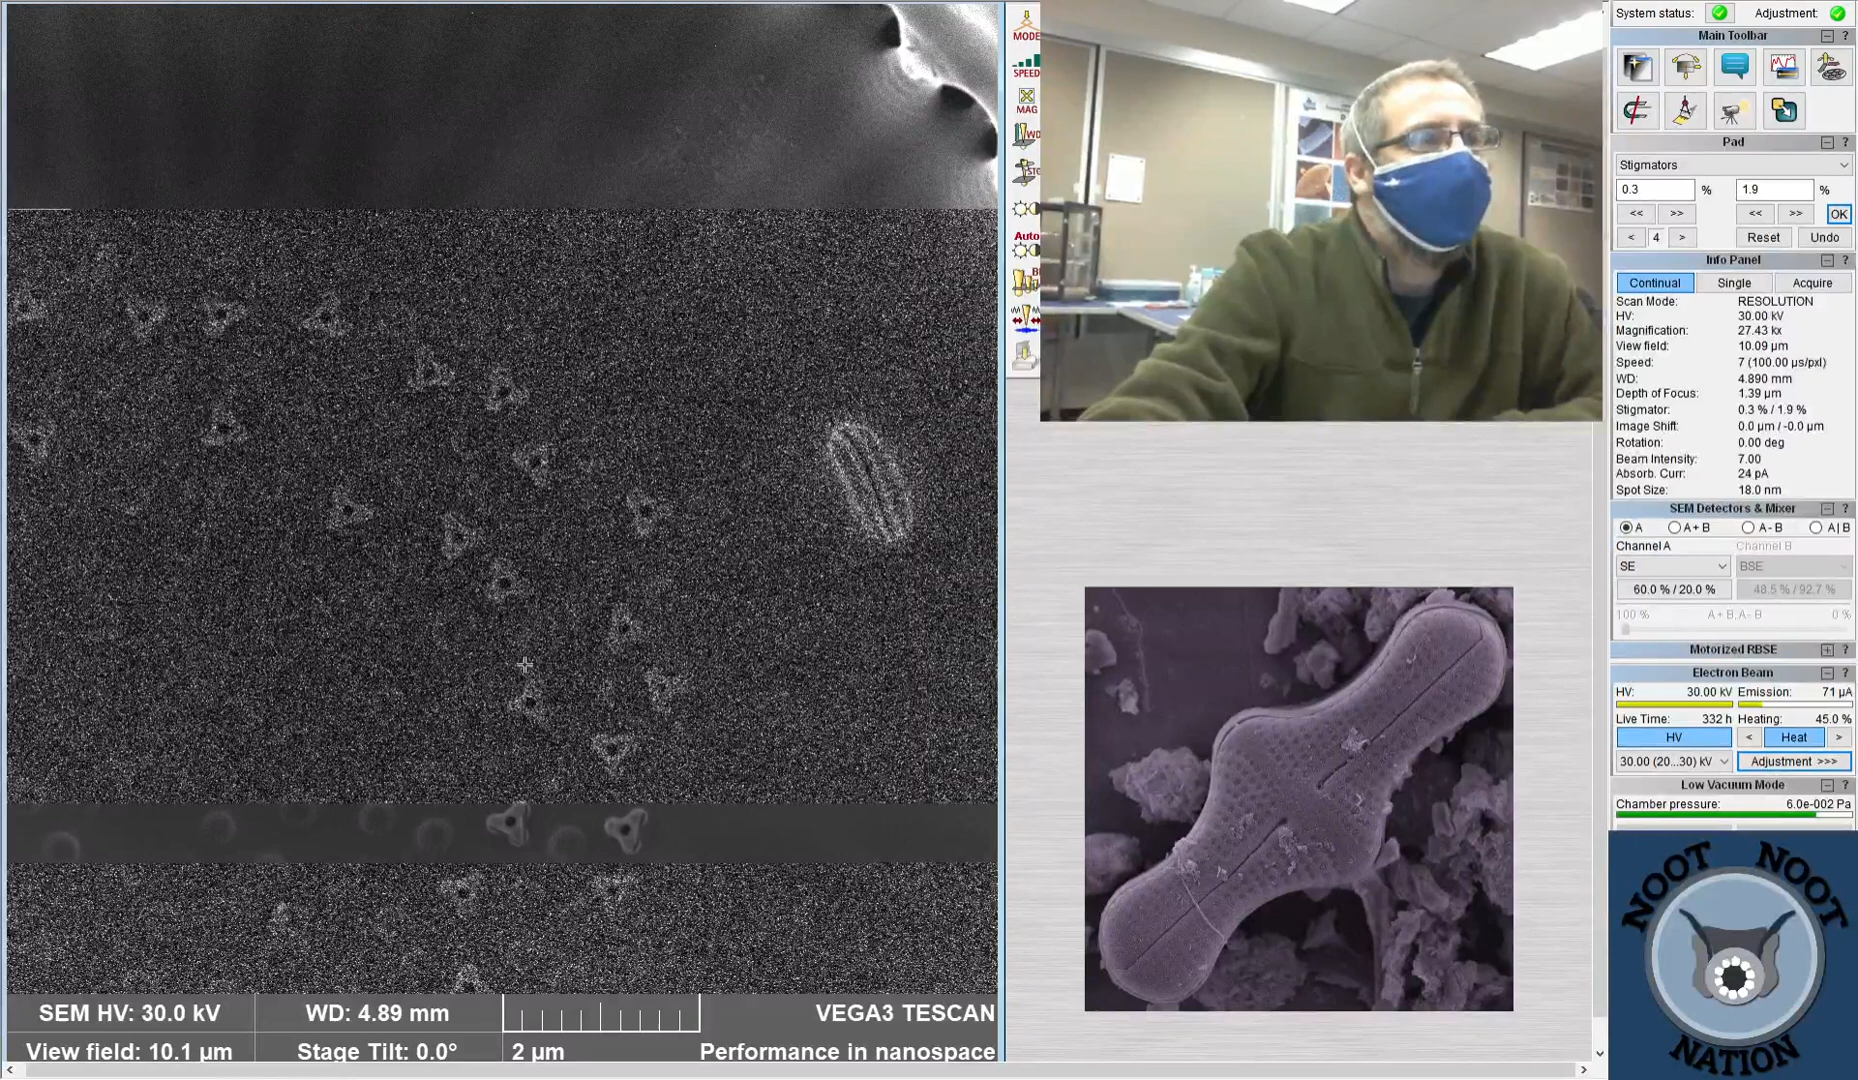 MODE
SPEED
MAG
WD
Auto
System status:
Adjustment:
Main Toolbar
?
Pad
?
Stigmators
0.3 % 1.9 %
<< >> << >> OK
< 4 > Reset Undo
Info Panel
?
Continual Single Acquire
Scan Mode: RESOLUTION
HV: 30.00 kV
Magnification: 27.43 kx
View field: 10.09 µm
Speed: 7 (100.00 µs/pxl)
WD: 4.890 mm
Depth of Focus: 1.39 µm
Stigmator: 0.3 % / 1.9 %
Image Shift: 0.0 µm / -0.0 µm
Rotation: 0.00 deg
Beam Intensity: 7.00
Absorb. Curr: 24 pA
Spot Size: 18.0 nm
SEM Detectors & Mixer
?
A A + B A - B A | B
Channel A Channel B
SE BSE
60.0 % / 20.0 % 48.5 % / 92.7 %
100 % A + B, A - B 0 %
Motorized RBSE
?
Electron Beam
?
HV: 30.00 kV Emission: 71 µA
Live Time: 332 h Heating: 45.0 %
HV < Heat >
30.00 (20...30) kV Adjustment >>>
Low Vacuum Mode
?
Chamber pressure: 6.0e-002 Pa
NOOT NOOT
NATION
SEM HV: 30.0 kV WD: 4.89 mm VEGA3 TESCAN
View field: 10.1 µm Stage Tilt: 0.0° 2 µm Performance in nanospace